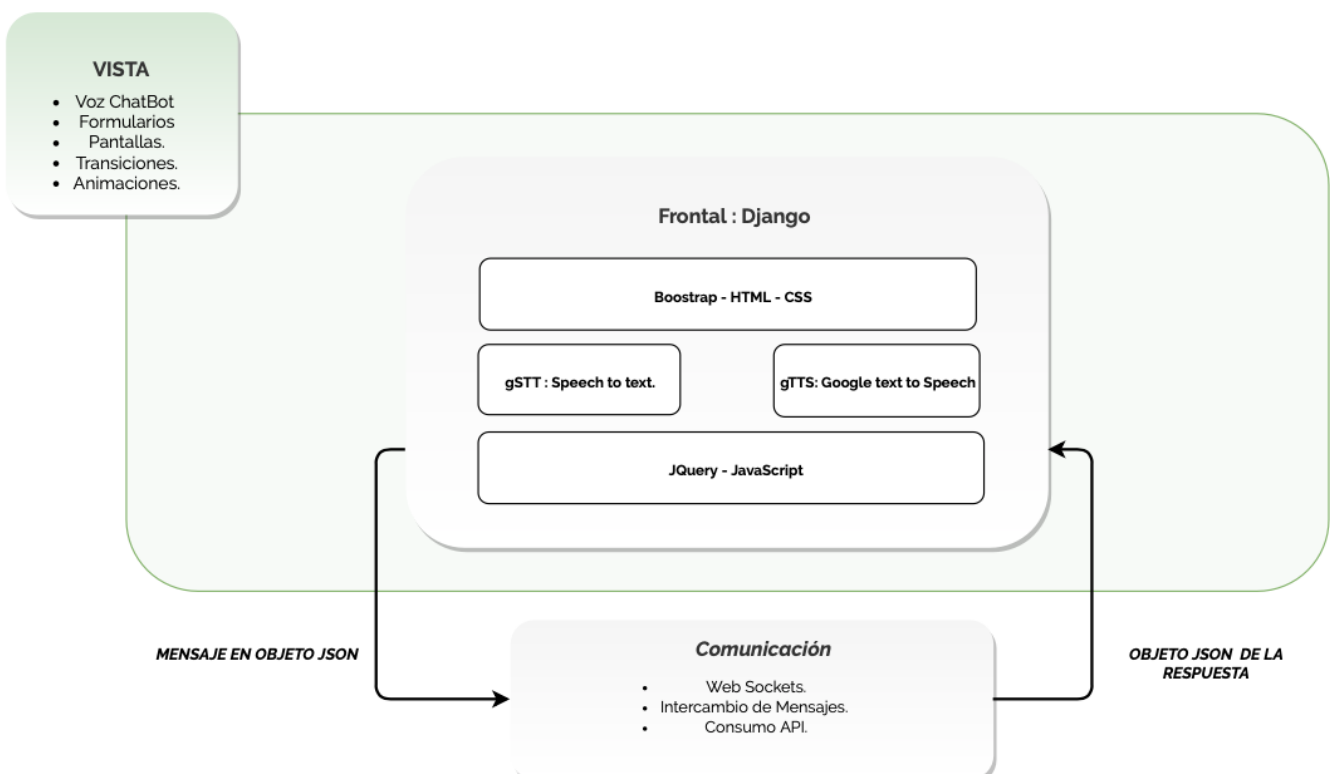 VISTA
• Voz ChatBot
• Formularios
• Pantallas.
• Transiciones.
• Animaciones.
Frontal : Django
Boostrap - HTML - CSS
gSTT : Speech to text.
gTTS: Google text to Speech
JQuery - JavaScript
MENSAJE EN OBJETO JSON
Comunicación
• Web Sockets.
• Intercambio de Mensajes.
• Consumo API.
OBJETO JSON DE LA
RESPUESTA